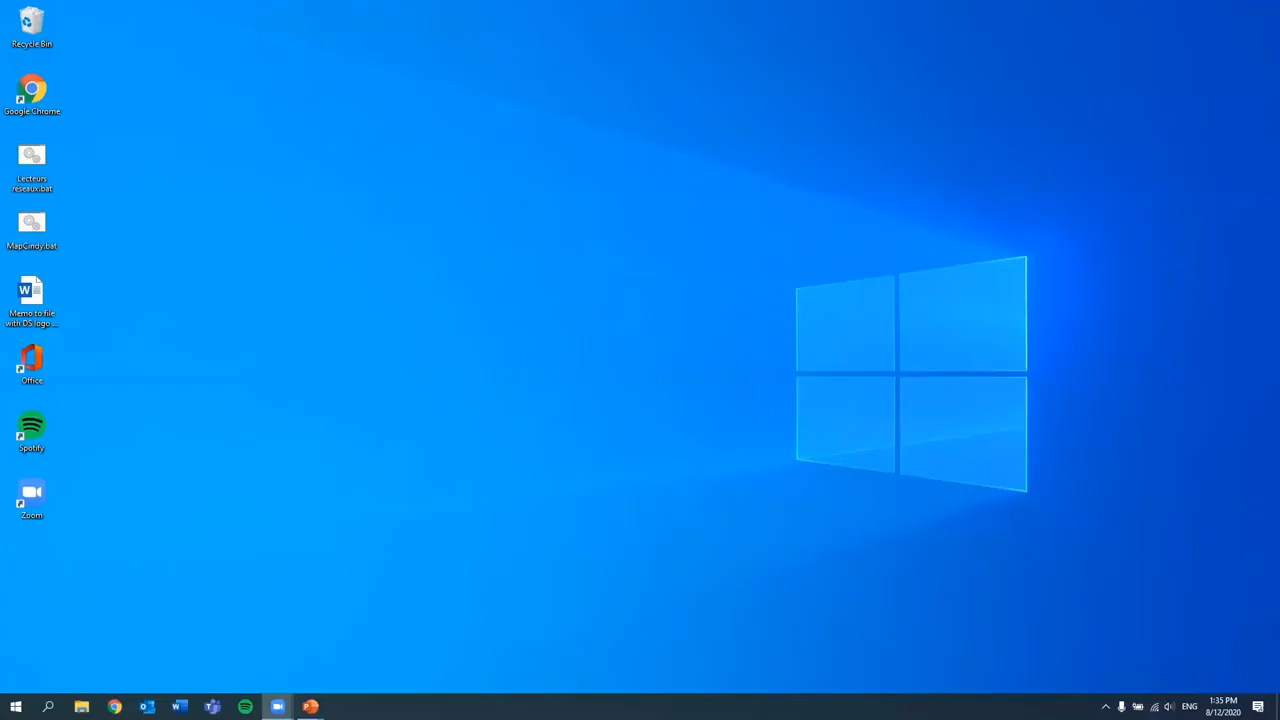 Recycle Bin
Google Chrome
Lecteurs
réseaux.bat
MapCindy.bat
Memo to file
with DS logo ...
Office
Spotify
Zoom
ENG
1:35 PM
8/12/2020